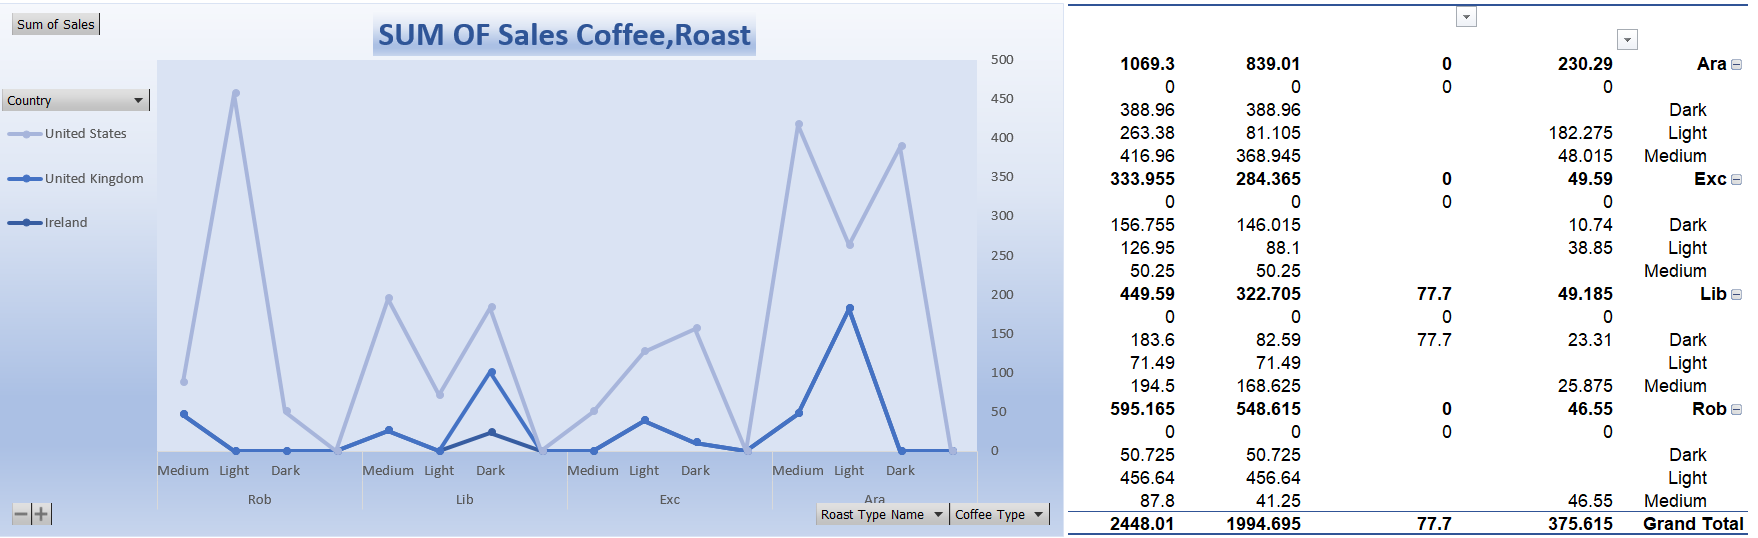 Sum of Sales
SUM OF Sales Coffee,Roast
Country
United States
United Kingdom
Ireland
500
450
400
350
300
250
200
150
100
50
0
Medium Light Dark Medium Light Dark Medium Light Dark Medium Light Dark
Rob Lib Exc Ara
Roast Type Name Coffee Type
1069.3 839.01 0 230.29 Ara
0 0 0 0
388.96 388.96 Dark
263.38 81.105 182.275 Light
416.96 368.945 48.015 Medium
333.955 284.365 0 49.59 Exc
0 0 0 0
156.755 146.015 10.74 Dark
126.95 88.1 38.85 Light
50.25 50.25 Medium
449.59 322.705 77.7 49.185 Lib
0 0 0 0
183.6 82.59 77.7 23.31 Dark
71.49 71.49 Light
194.5 168.625 25.875 Medium
595.165 548.615 0 46.55 Rob
0 0 0 0
50.725 50.725 Dark
456.64 456.64 Light
87.8 41.25 46.55 Medium
2448.01 1994.695 77.7 375.615 Grand Total